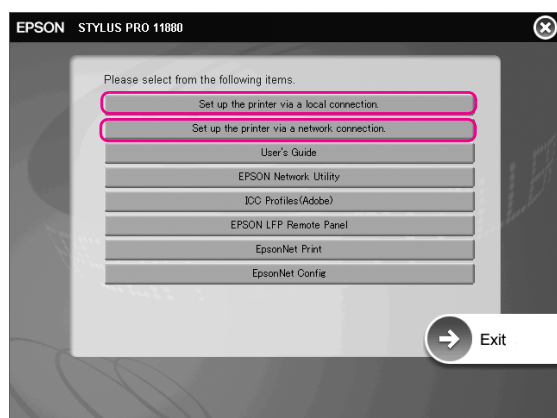 EPSON STYLUS PRO 11880
Please select from the following items.
Set up the printer via a local connection.
Set up the printer via a network connection.
User's Guide
EPSON Network Utility
ICC Profiles(Adobe)
EPSON LFP Remote Panel
EpsonNet Print
EpsonNet Config
Exit